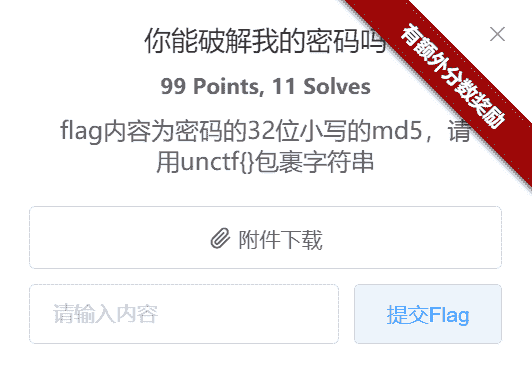 你能破解我的密码吗
有额外分数奖励
99 Points, 11 Solves
flag内容为密码的32位小写的md5，请
用unctf{}包裹字符串
附件下载
请输入内容
提交Flag